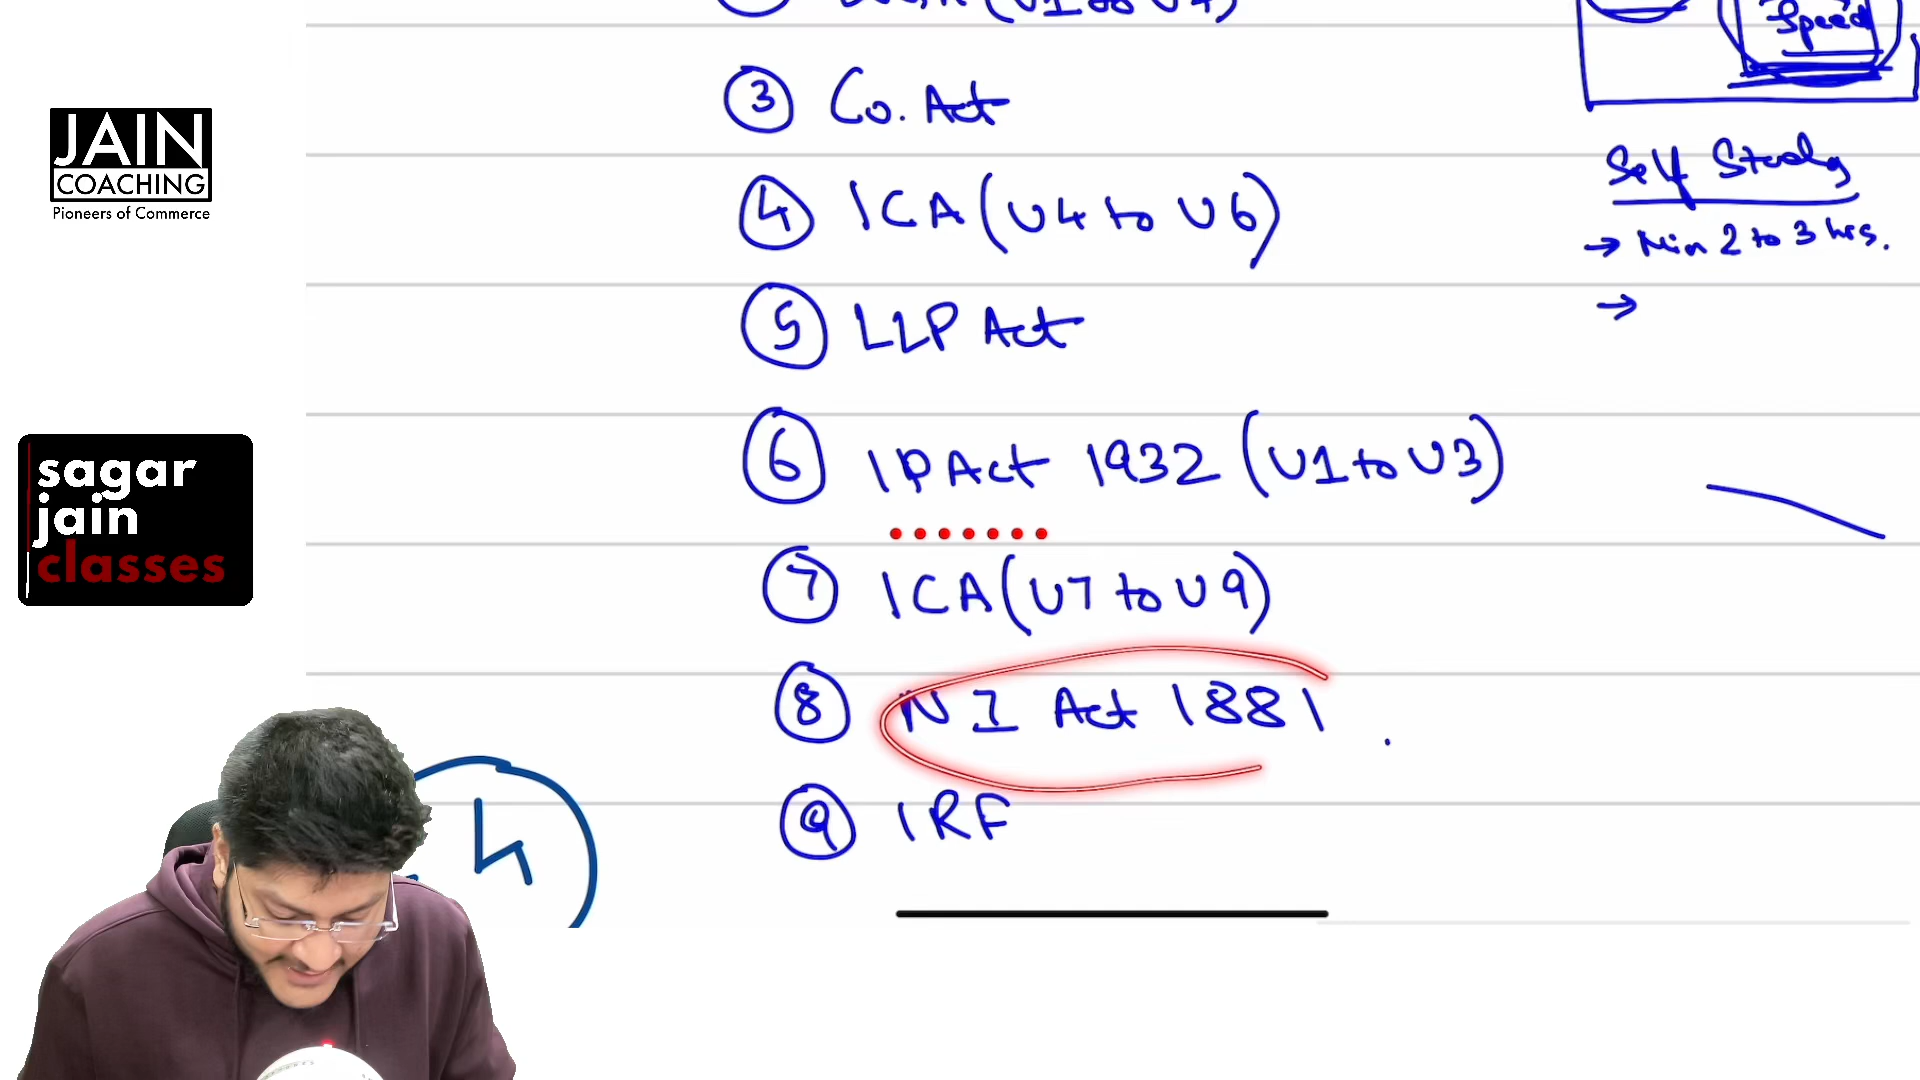 JAIN
COACHING
Pioneers of Commerce
sagar
jain
classes
③ Co. Act
④ ICA (U4 to U6)
⑤ LLP Act
⑥ IP Act 1932 (U1 to U3)
⑦ ICA (U7 to U9)
⑧ NI Act 1881
⑨ IRF
Speed
Self Study
→ Min 2 to 3 hrs.
→